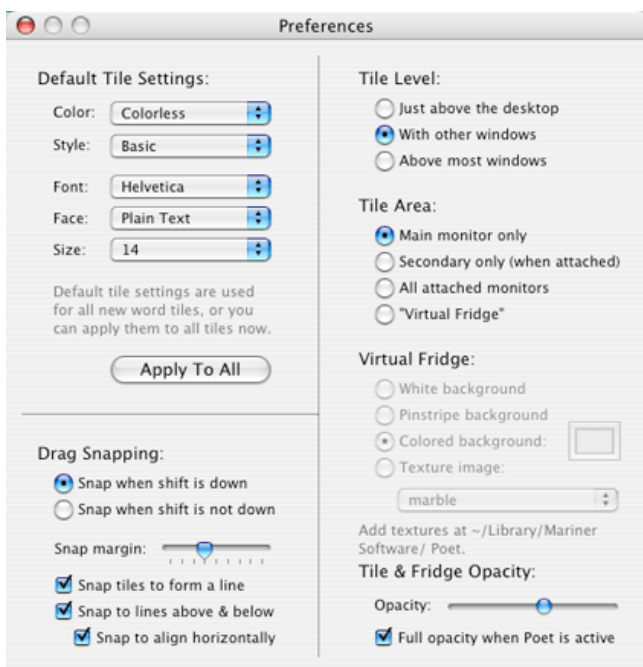 Preferences
Default Tile Settings:
Color: Colorless
Style: Basic
Font: Helvetica
Face: Plain Text
Size: 14
Default tile settings are used
for all new word tiles, or you
can apply them to all tiles now.
Apply To All
Drag Snapping:
Snap when shift is down
Snap when shift is not down
Snap margin:
Snap tiles to form a line
Snap to lines above & below
Snap to align horizontally
Tile Level:
Just above the desktop
With other windows
Above most windows
Tile Area:
Main monitor only
Secondary only (when attached)
All attached monitors
"Virtual Fridge"
Virtual Fridge:
White background
Pinstripe background
Colored background:
Texture image:
marble
Add textures at ~/Library/Mariner
Software/ Poet.
Tile & Fridge Opacity:
Opacity:
Full opacity when Poet is active